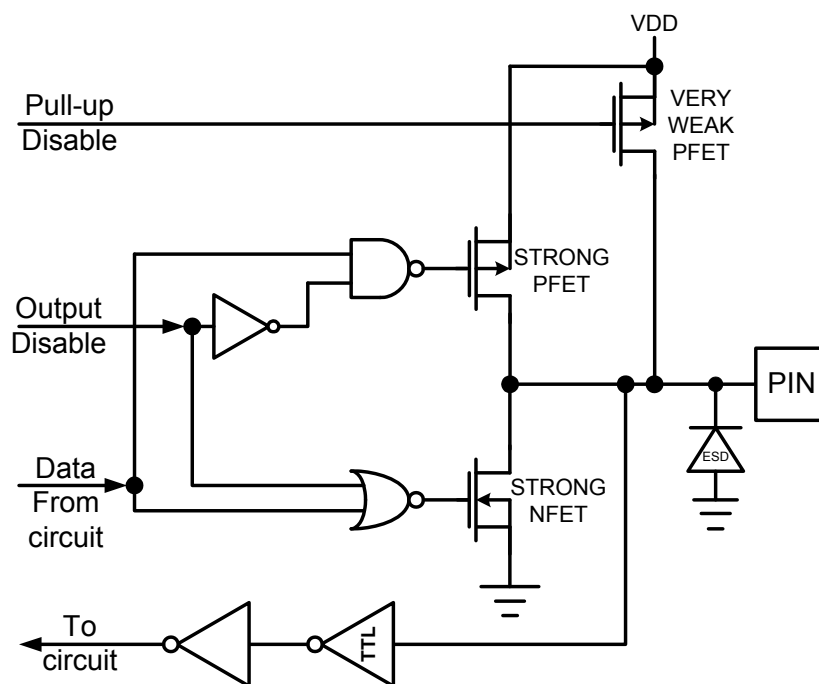 VDD
Pull-up
Disable
VERY
WEAK
PFET
STRONG
PFET
Output
Disable
PIN
ESD
Data
From
circuit
STRONG
NFET
To
circuit
TTL